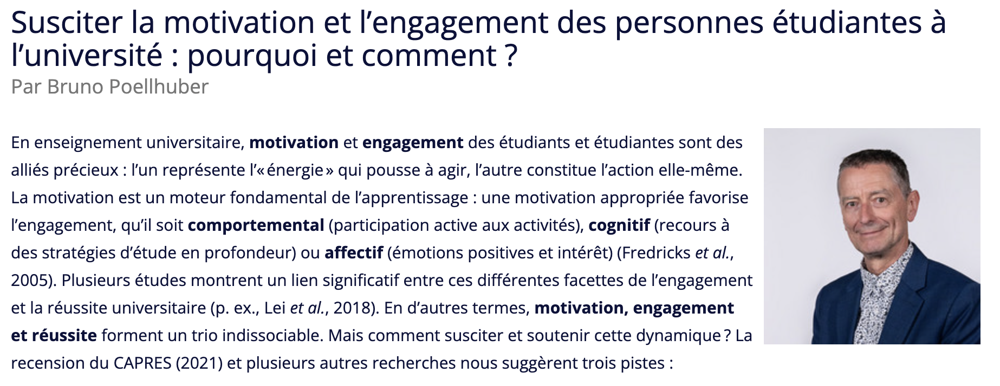 Susciter la motivation et l’engagement des personnes étudiantes à
l’université : pourquoi et comment ?
Par Bruno Poellhuber
En enseignement universitaire, motivation et engagement des étudiants et étudiantes sont des
alliés précieux : l’un représente l’« énergie » qui pousse à agir, l’autre constitue l’action elle-même.
La motivation est un moteur fondamental de l’apprentissage : une motivation appropriée favorise
l’engagement, qu’il soit comportemental (participation active aux activités), cognitif (recours à
des stratégies d’étude en profondeur) ou affectif (émotions positives et intérêt) (Fredricks et al.,
2005). Plusieurs études montrent un lien significatif entre ces différentes facettes de l’engagement
et la réussite universitaire (p. ex., Lei et al., 2018). En d’autres termes, motivation, engagement
et réussite forment un trio indissociable. Mais comment susciter et soutenir cette dynamique ? La
recension du CAPRES (2021) et plusieurs autres recherches nous suggèrent trois pistes :